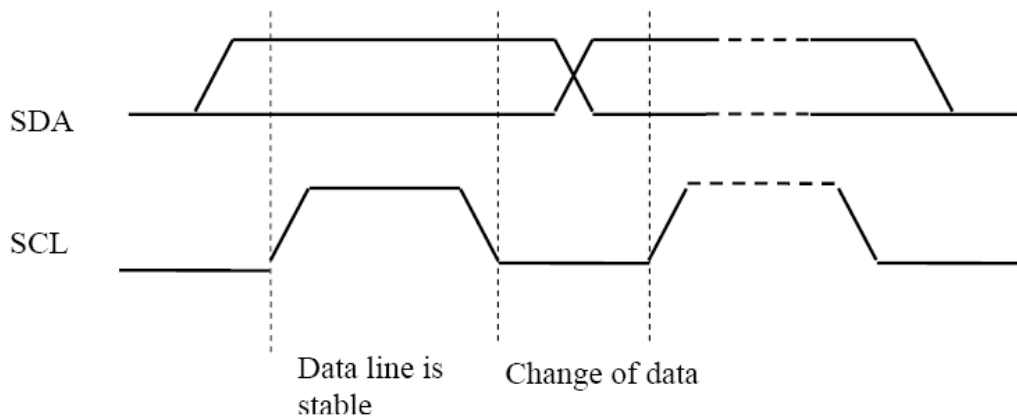 SDA
SCL
Data line is
stable
Change of data